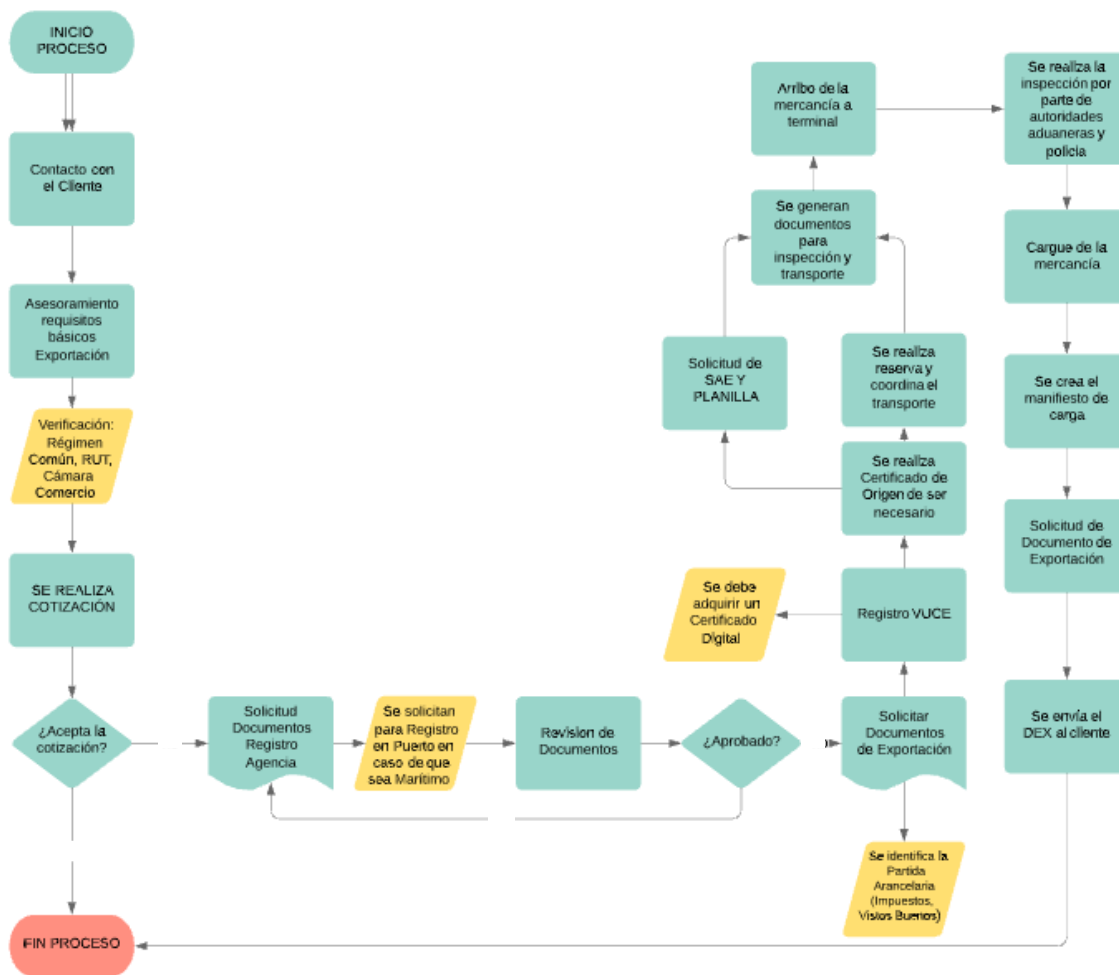 INICIO
PROCESO
Contacto con
el Cliente
Asesoramiento
requisitos
básicos
Exportación
Verificación:
Régimen
Común, RUT,
Cámara
Comercio
SE REALIZA
COTIZACIÓN
¿Acepta la
cotización?
Solicitud
Documentos
Registro
Agencia
Se solicitan
para Registro
en Puerto en
caso de que
sea Marítimo
Revision de
Documentos
¿Aprobado?
Solicitar
Documentos
de Exportación
Se identifica la
Partida
Arancelaria
(Impuestos,
Vistos Buenos)
Registro VUCE
Se debe
adquirir un
Certificado
Digital
Se realiza
Certificado de
Origen de ser
necesario
Solicitud de
SAE Y
PLANILLA
Se realiza
reserva y
coordina el
transporte
Se generan
documentos
para
inspección y
transporte
Arribo de la
mercancía a
terminal
Se realiza la
inspección por
parte de
autoridades
aduaneras y
policia
Cargue de la
mercancía
Se crea el
manifiesto de
carga
Solicitud de
Documento de
Exportación
Se envía el
DEX al cliente
FIN PROCESO